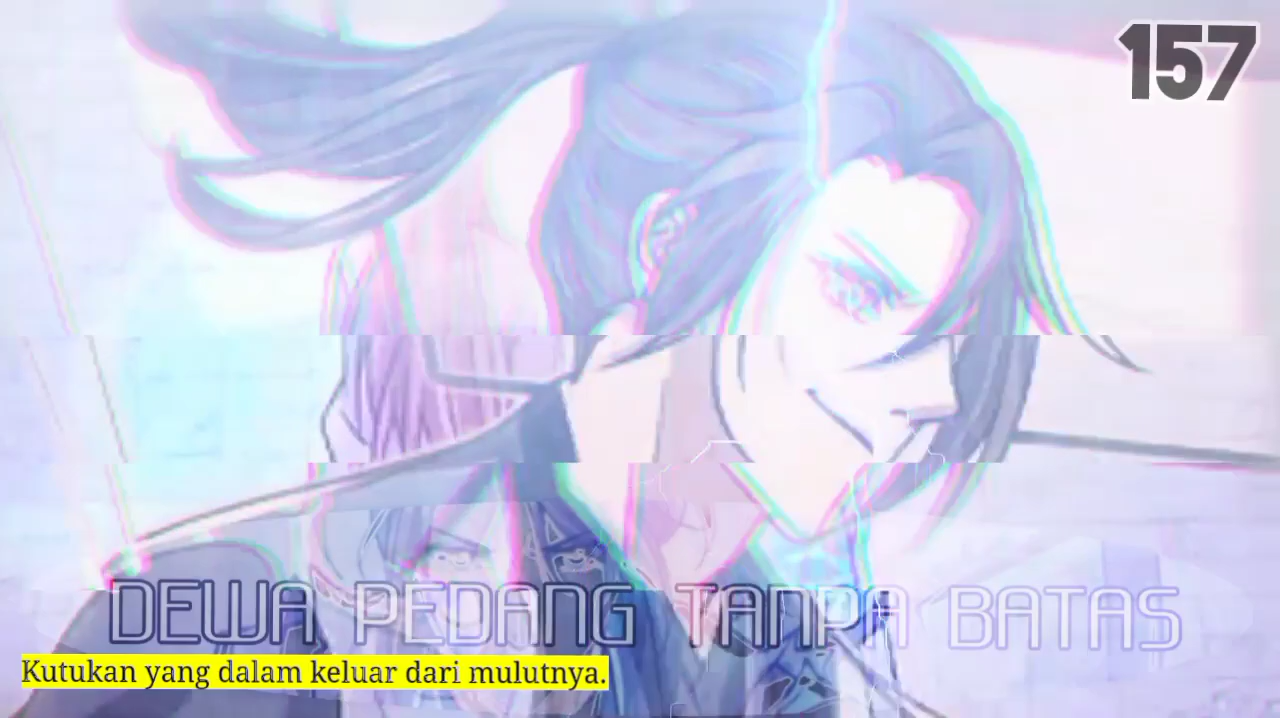 157
DEWA PEDANG TANPA BATAS
Kutukan yang dalam keluar dari mulutnya.